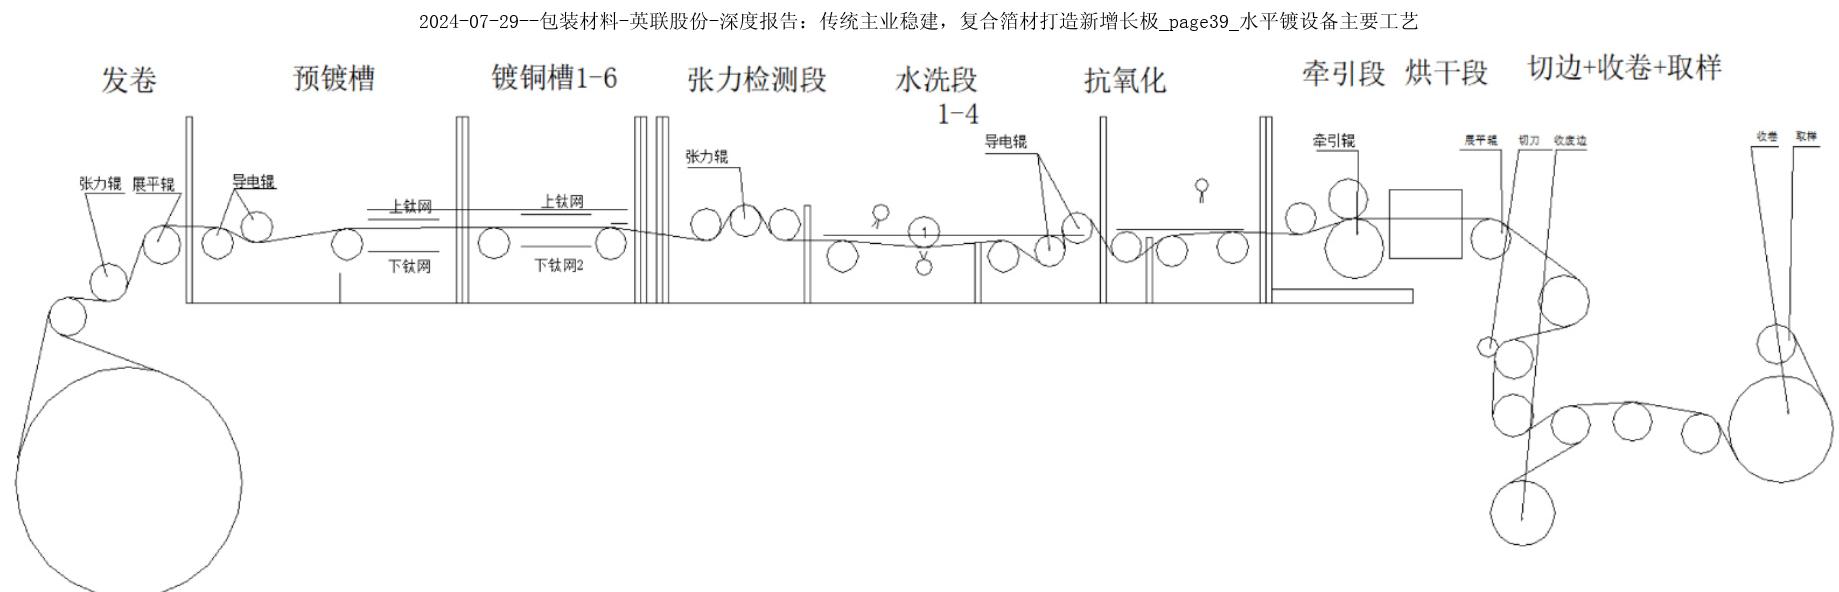 2024-07-29--包装材料-英联股份-深度报告：传统主业稳建，复合箔材打造新增长极_page39_水平镀设备主要工艺
发卷
预镀槽
镀铜槽1-6
张力检测段
水洗段
1-4
抗氧化
牵引段
烘干段
切边+收卷+取样
张力辊
展平辊
导电辊
上钛网
下钛网
上钛网
下钛网2
张力辊
1
导电辊
牵引辊
展平辊
切刀
收废边
收卷
取样